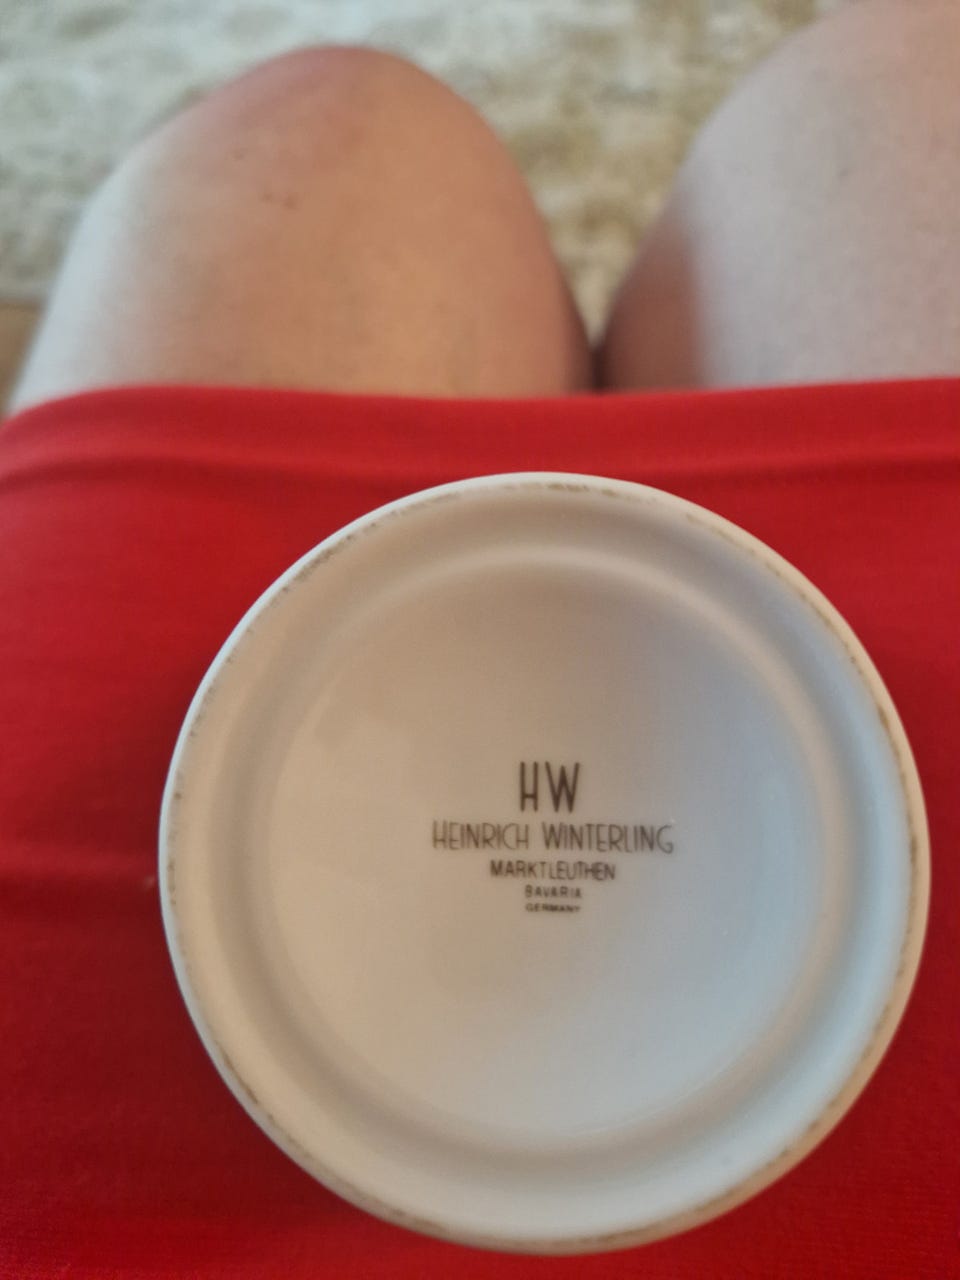 HW
HEINRICH WINTERLING
MARKTLEUTHEN
BAVARIA
GERMANY